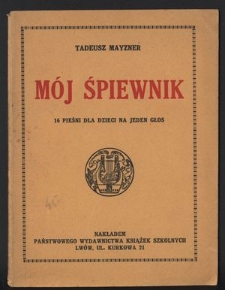 TADEUSZ MAYZNER
MÓJ ŚPIEWNIK
16 PIEŚNI DLA DZIECI NA JEDEN GŁOS
NAKŁADEM
PAŃSTWOWEGO WYDAWNICTWA KSIĄŻEK SZKOLNYCH
LWÓW, UL. KURKOWA 21